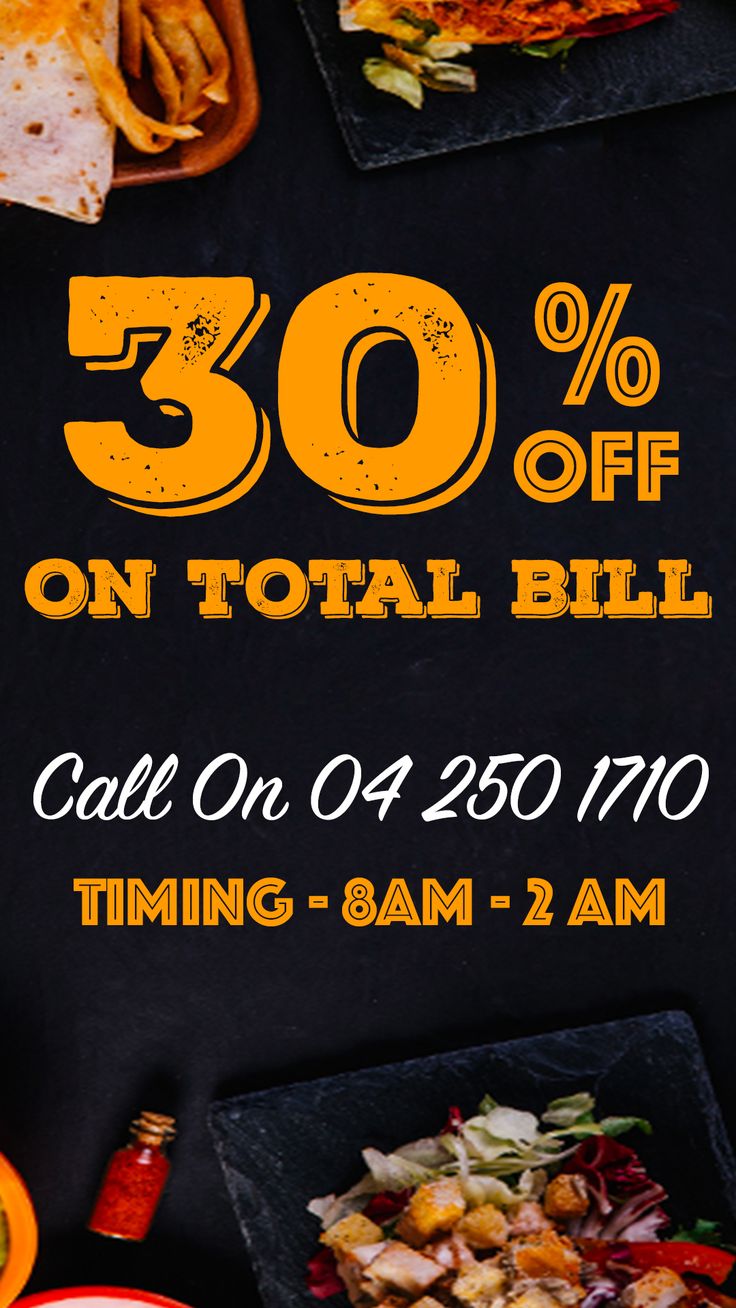 30 % OFF
ON TOTAL BILL
Call On 04 250 1710
TIMING - 8AM - 2 AM